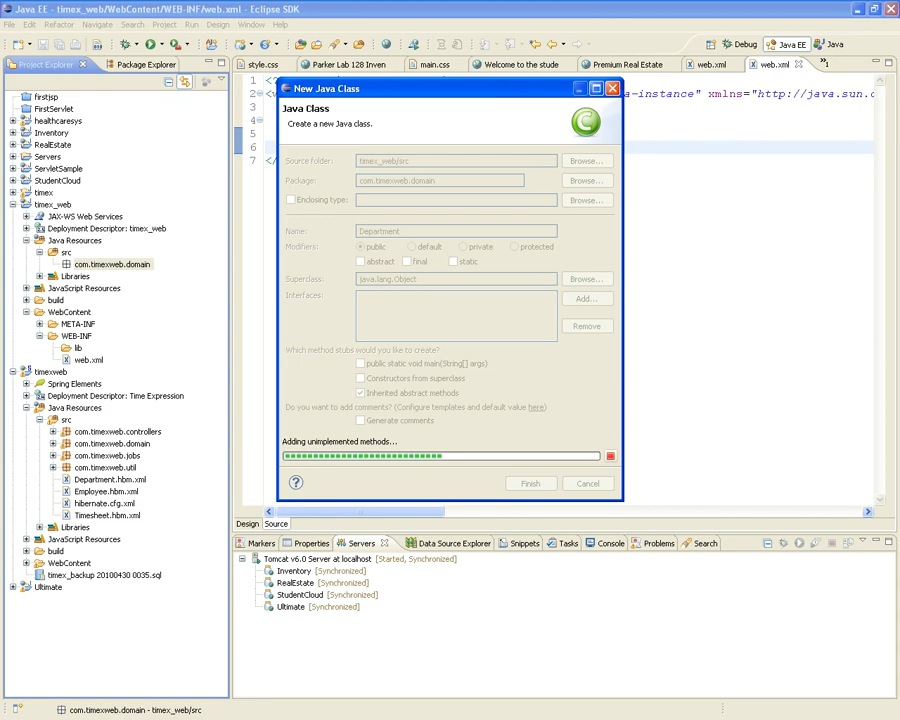 Java EE - timex_web/WebContent/WEB-INF/web.xml - Eclipse SDK
File Edit Refactor Navigate Search Project Run Design Window Help
Debug Java EE Java
Project Explorer Package Explorer
style.css Parker Lab 128 Inven main.css Welcome to the stude Premium Real Estate web.xml web.xml
firstjsp
FirstServlet
healthcaresys
Inventory
RealEstate
Servers
ServletSample
StudentCloud
timex
timex_web
JAX-WS Web Services
Deployment Descriptor: timex_web
Java Resources
src
com.timexweb.domain
Libraries
JavaScript Resources
build
WebContent
META-INF
WEB-INF
lib
web.xml
timexweb
Spring Elements
Deployment Descriptor: Time Expression
Java Resources
src
com.timexweb.controllers
com.timexweb.domain
com.timexweb.jobs
com.timexweb.util
Department.hbm.xml
Employee.hbm.xml
hibernate.cfg.xml
Timesheet.hbm.xml
Libraries
JavaScript Resources
build
WebContent
timex_backup 20100430 0035.sql
Ultimate
1 <?
2 <w a-instance" xmlns="http://java.sun.c
3
4
5
6
7 </
New Java Class
Java Class
Create a new Java class.
Source folder: timex_web/src Browse...
Package: com.timexweb.domain Browse...
Enclosing type: Browse...
Name: Department
Modifiers: public default private protected
abstract final static
Superclass: java.lang.Object Browse...
Interfaces: Add...
Remove
Which method stubs would you like to create?
public static void main(String[] args)
Constructors from superclass
Inherited abstract methods
Do you want to add comments? (Configure templates and default value here)
Generate comments
Adding unimplemented methods...
Finish Cancel
Design Source
Markers Properties Servers Data Source Explorer Snippets Tasks Console Problems Search
Tomcat v6.0 Server at localhost [Started, Synchronized]
Inventory [Synchronized]
RealEstate [Synchronized]
StudentCloud [Synchronized]
Ultimate [Synchronized]
com.timexweb.domain - timex_web/src